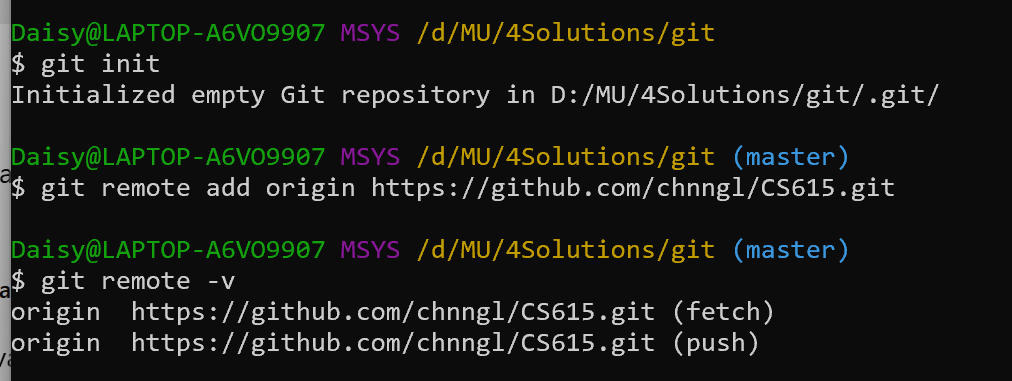 Daisy@LAPTOP-A6VO9907 MSYS /d/MU/4Solutions/git
$ git init
Initialized empty Git repository in D:/MU/4Solutions/git/.git/
Daisy@LAPTOP-A6VO9907 MSYS /d/MU/4Solutions/git (master)
$ git remote add origin https://github.com/chnngl/CS615.git
Daisy@LAPTOP-A6VO9907 MSYS /d/MU/4Solutions/git (master)
$ git remote -v
origin  https://github.com/chnngl/CS615.git (fetch)
origin  https://github.com/chnngl/CS615.git (push)